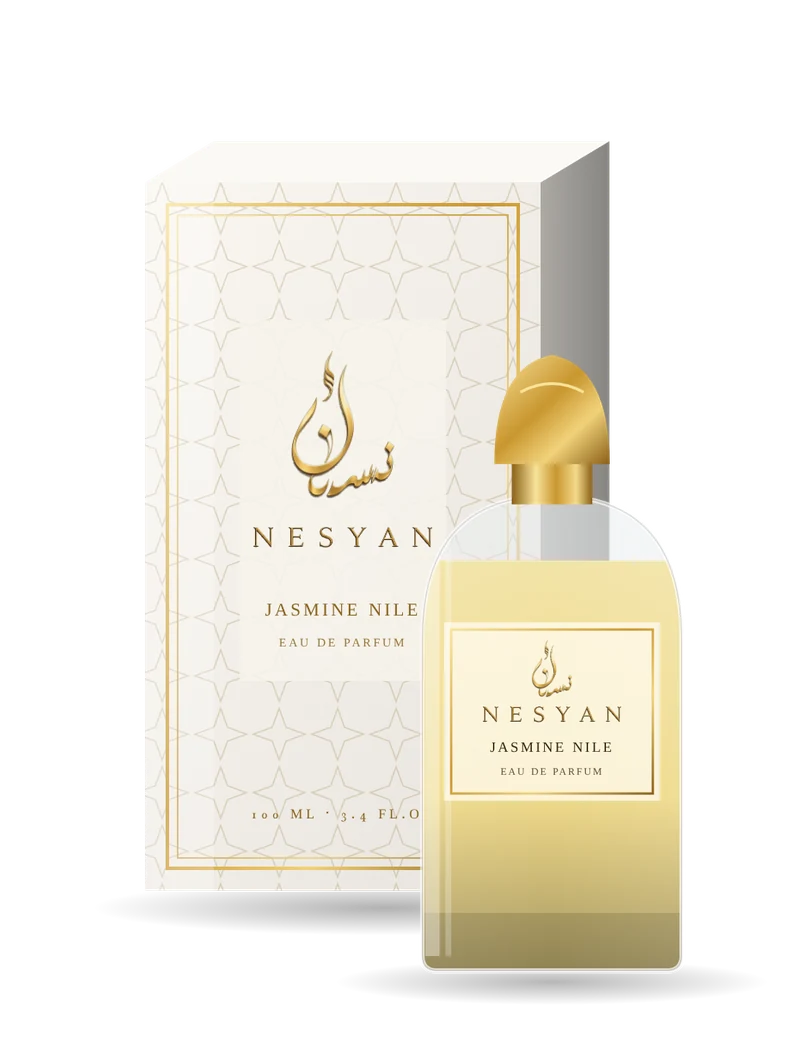 نسيان
NESYAN
JASMINE NILE
EAU DE PARFUM
100 ML · 3.4 FL.O
نسيان
NESYAN
JASMINE NILE
EAU DE PARFUM